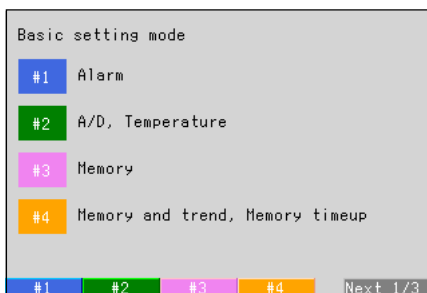 Basic setting mode
#1 Alarm
#2 A/D, Temperature
#3 Memory
#4 Memory and trend, Memory timeup
#1 #2 #3 #4 Next 1/3